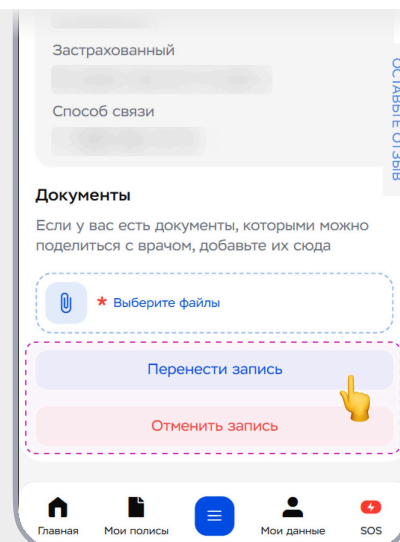 Застрахованный
Способ связи
ОСТАВЬТЕ ОТЗЫВ
Документы
Если у вас есть документы, которыми можно
поделиться с врачом, добавьте их сюда
* Выберите файлы
Перенести запись
Отменить запись
Главная
Мои полисы
Мои данные
SOS